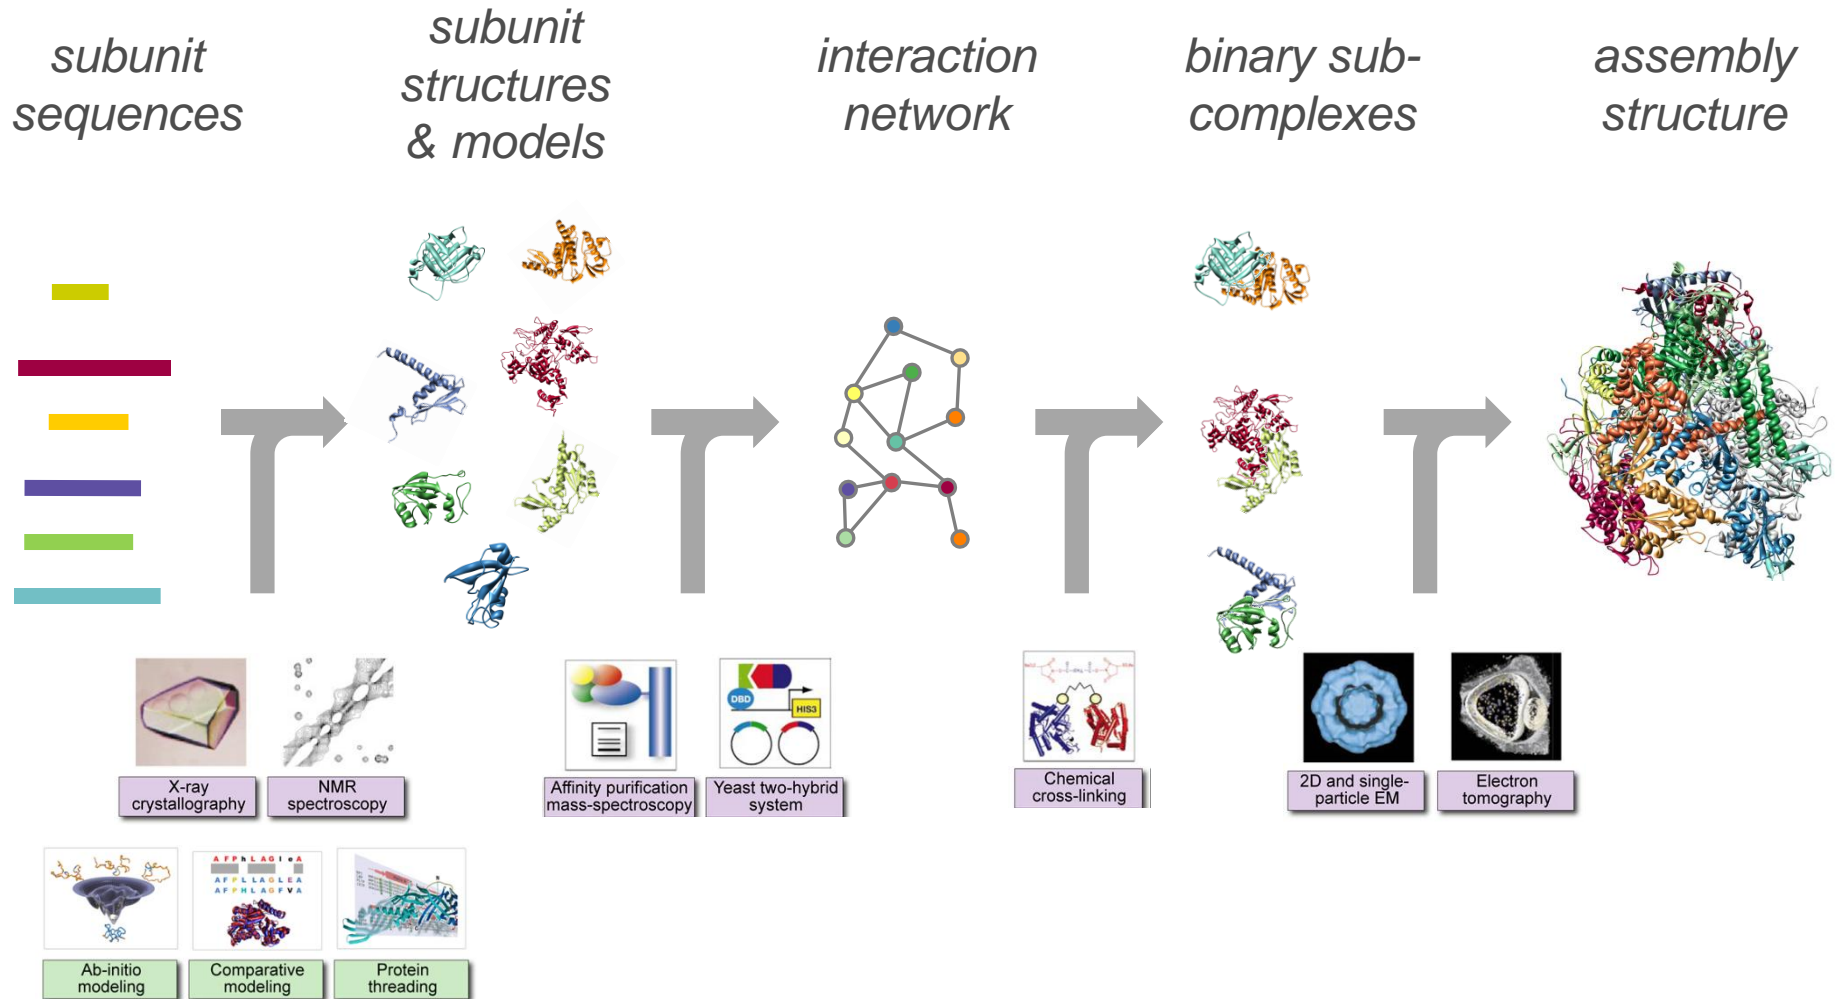 subunit
sequences
subunit
structures
& models
interaction
network
binary sub-
complexes
assembly
structure
DBD
HIS3
X-ray
crystallography
NMR
spectroscopy
Affinity purification
mass-spectroscopy
Yeast two-hybrid
system
Chemical
cross-linking
2D and single-
particle EM
Electron
tomography
A F P h L A G l e A
A F P L L A G L E A
A F P H L A G F V A
Ab-initio
modeling
Comparative
modeling
Protein
threading